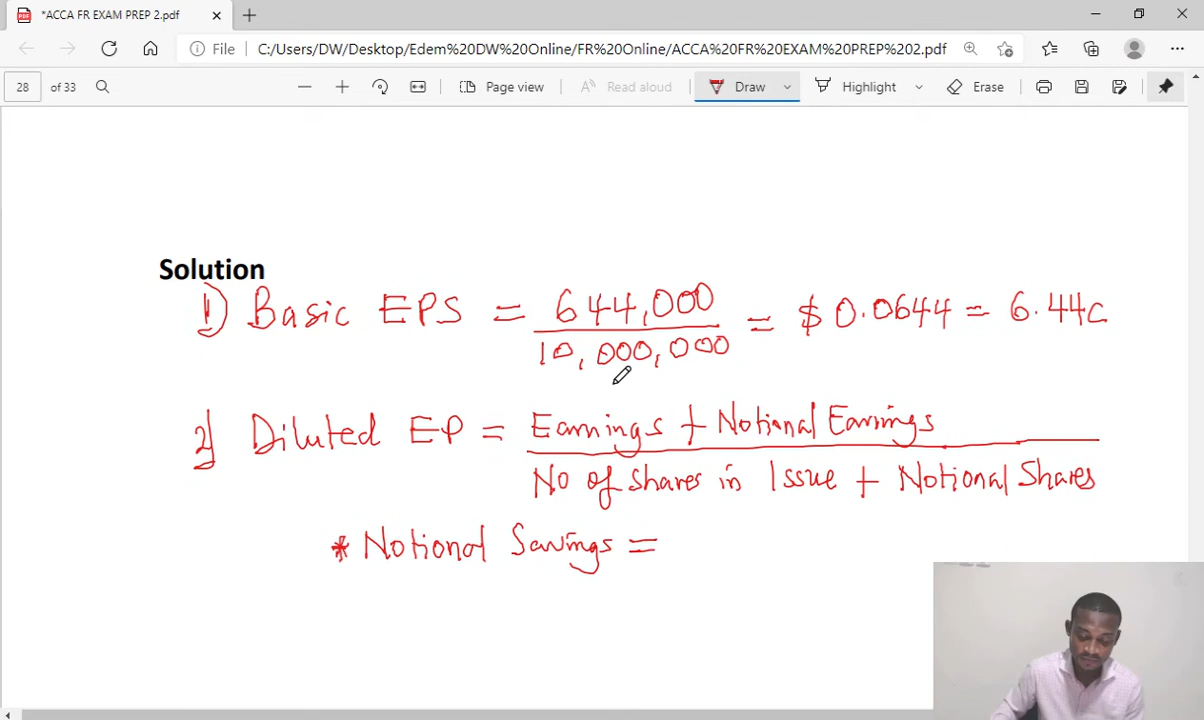 *ACCA FR EXAM PREP 2.pdf
File C:/Users/DW/Desktop/Edem%20DW%20Online/FR%20Online/ACCA%20FR%20EXAM%20PREP%202.pdf
28 of 33 Page view Read aloud Draw Highlight Erase
Solution
1) Basic EPS = 644,000 / 10,000,000 = $0.0644 = 6.44c
2) Diluted EP = Earnings + Notional Earnings
No of shares in Issue + Notional Shares
* Notional Savings =